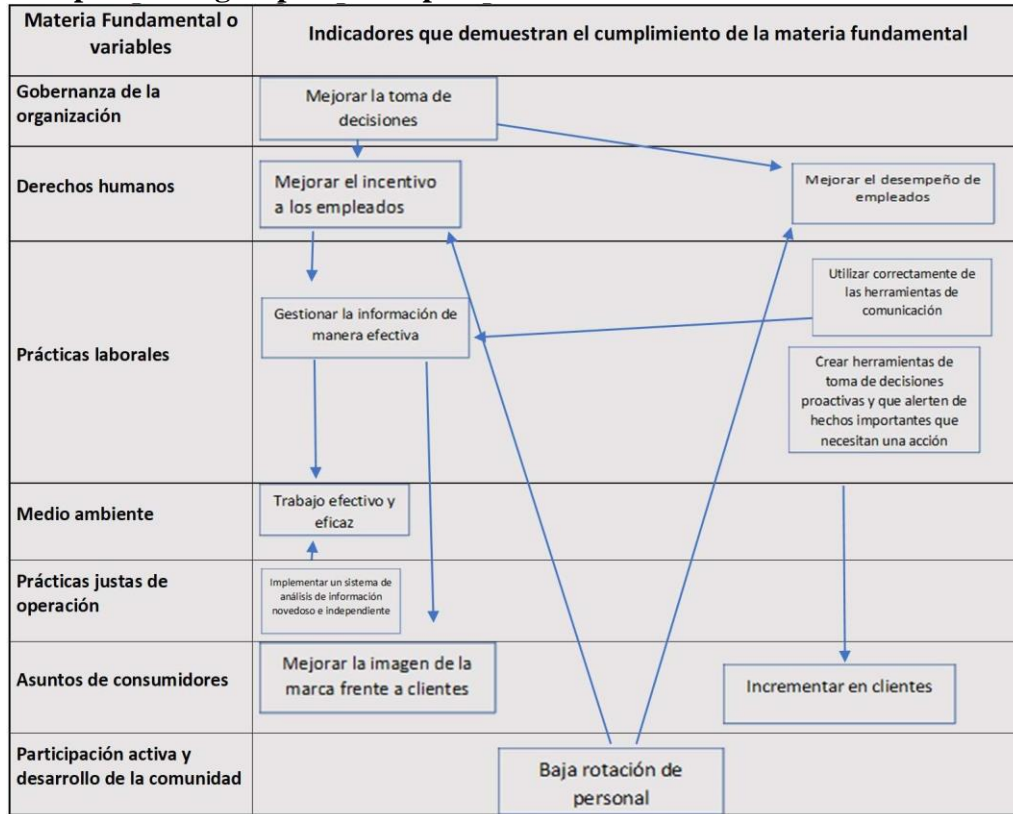 Materia Fundamental o
variables
Indicadores que demuestran el cumplimiento de la materia fundamental
Gobernanza de la
organización
Mejorar la toma de
decisiones
Derechos humanos
Mejorar el incentivo
a los empleados
Mejorar el desempeño de
empleados
Prácticas laborales
Gestionar la información de
manera efectiva
Utilizar correctamente de
las herramientas de
comunicación
Crear herramientas de
toma de decisiones
proactivas y que alerten de
hechos importantes que
necesitan una acción
Medio ambiente
Trabajo efectivo y
eficaz
Prácticas justas de
operación
Implementar un sistema de
análisis de información
novedoso e independiente
Asuntos de consumidores
Mejorar la imagen de la
marca frente a clientes
Incrementar en clientes
Participación activa y
desarrollo de la comunidad
Baja rotación de
personal